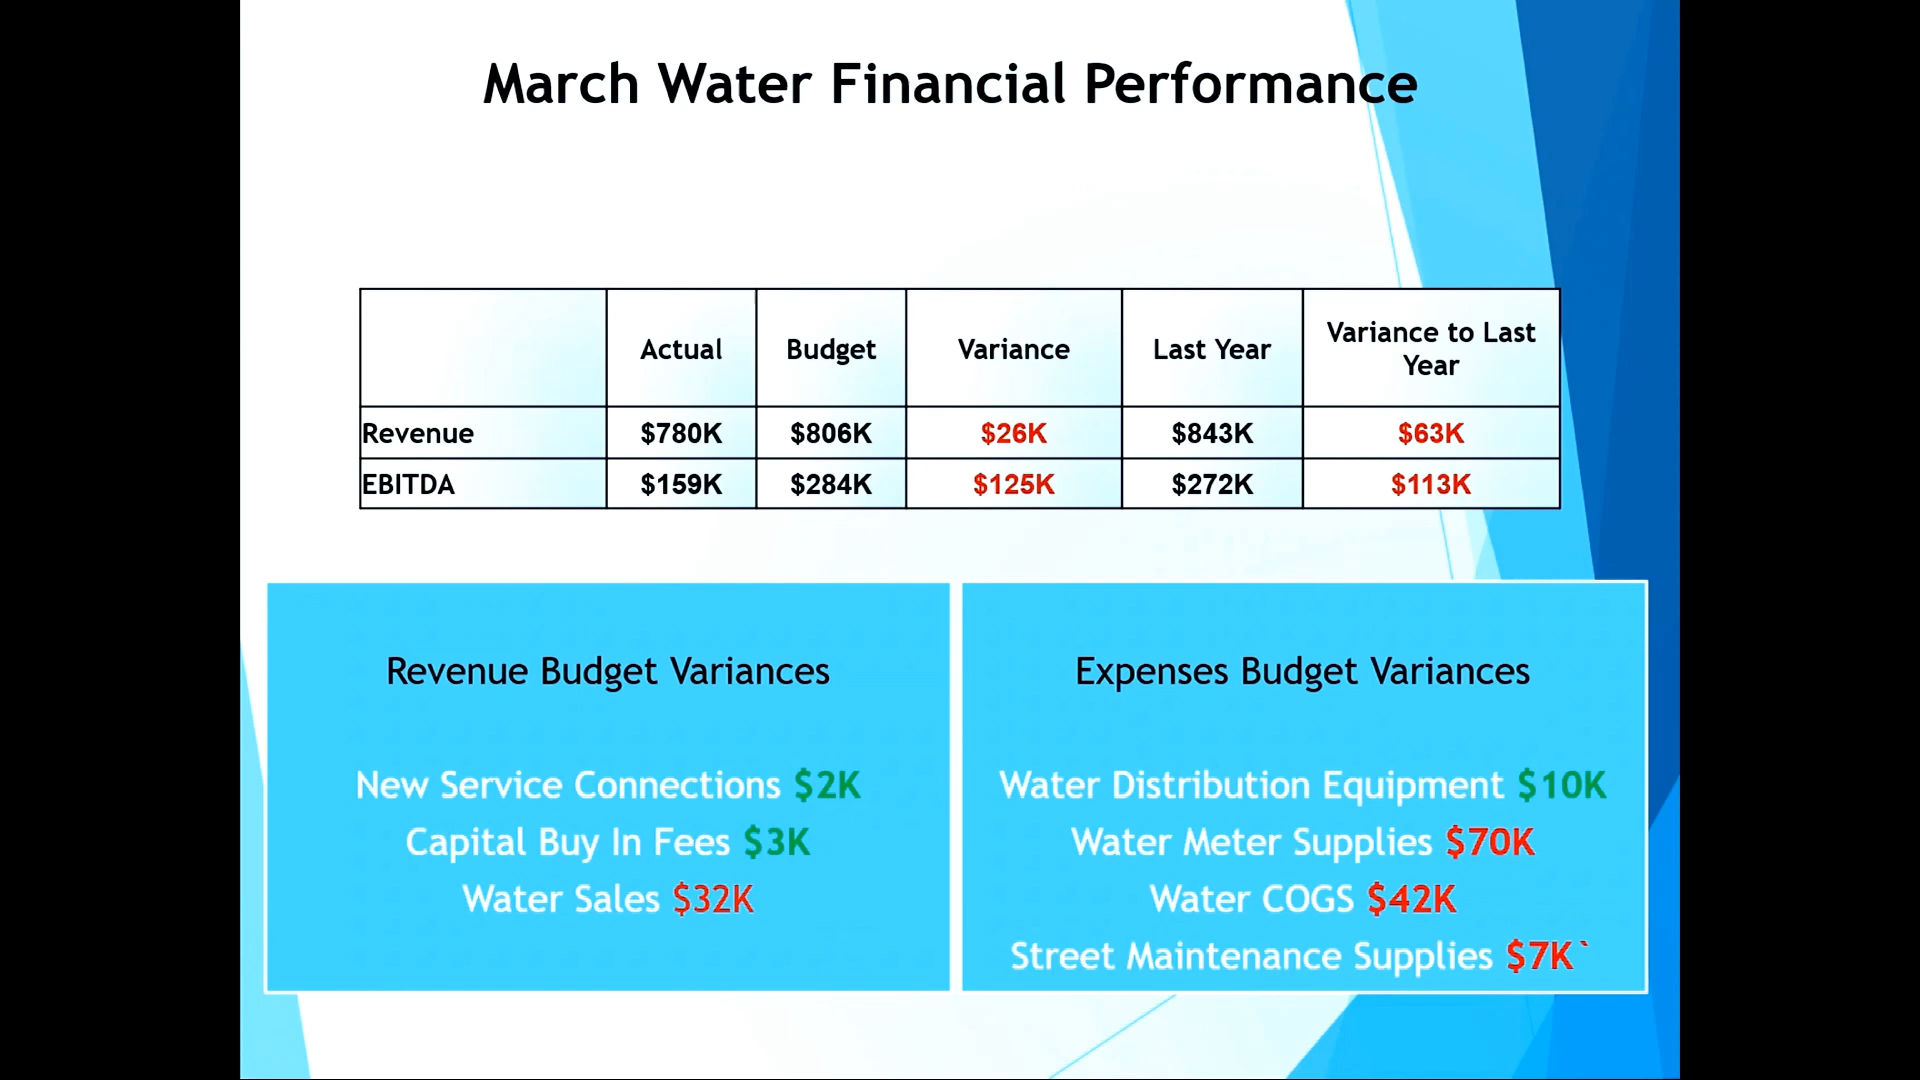 March Water Financial Performance
Actual Budget Variance Last Year Variance to Last Year
Revenue $780K $806K $26K $843K $63K
EBITDA $159K $284K $125K $272K $113K
Revenue Budget Variances
New Service Connections $2K
Capital Buy In Fees $3K
Water Sales $32K
Expenses Budget Variances
Water Distribution Equipment $10K
Water Meter Supplies $70K
Water COGS $42K
Street Maintenance Supplies $7K`